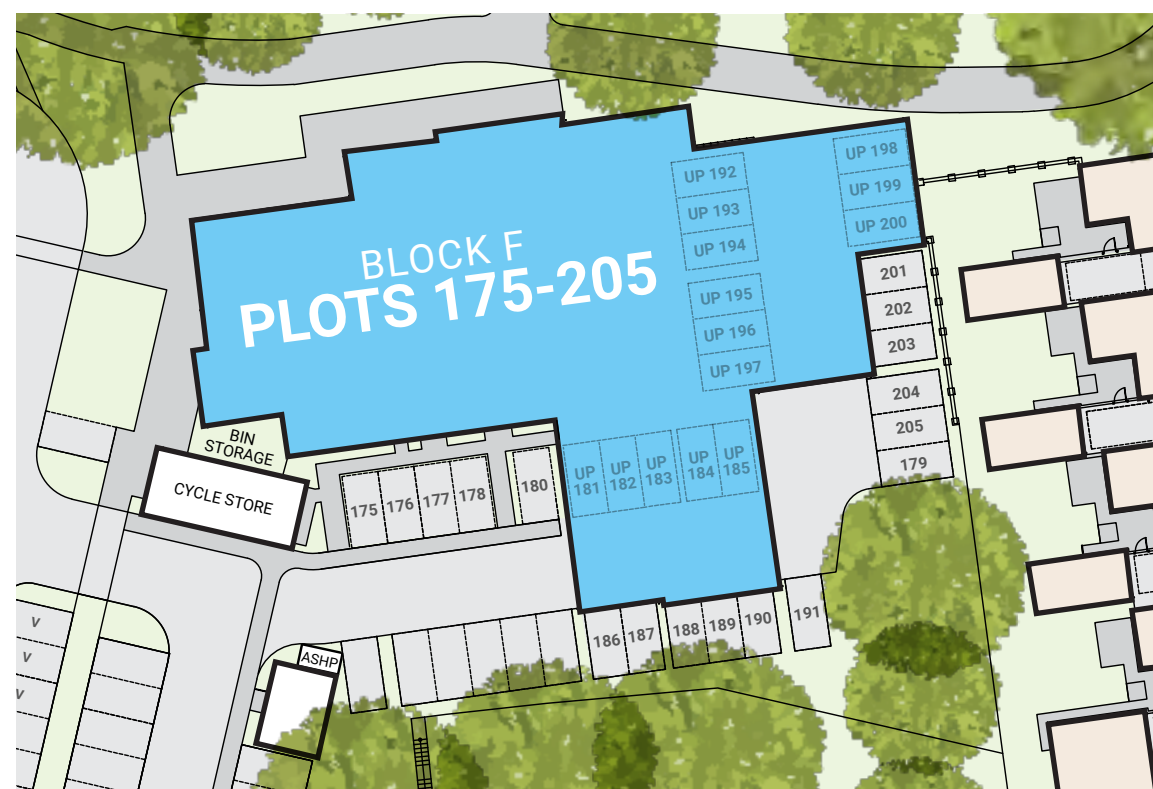 BLOCK F
PLOTS 175-205
UP 192
UP 193
UP 194
UP 195
UP 196
UP 197
UP 198
UP 199
UP 200
201
202
203
204
205
179
BIN
STORAGE
CYCLE STORE
175
176
177
178
180
UP
181
UP
182
UP
183
UP
184
UP
185
186
187
188
189
190
191
ASHP
V
V
V